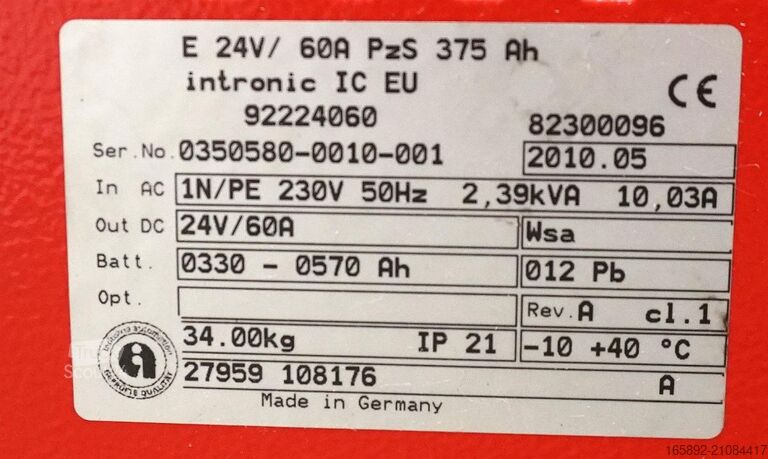 E 24V/ 60A PzS 375 Ah
intronic IC EU
92224060
82300096
Ser.No. 0350580-0010-001 2010.05
In AC 1N/PE 230V 50Hz 2,39kVA 10,03A
Out DC 24V/60A Wsa
Batt. 0330 - 0570 Ah 012 Pb
Opt. Rev. A cl.1
34.00kg IP 21 -10 +40 °C
27959 108176 A
Made in Germany
GEPRÜFTE QUALITÄT
165892-21084417